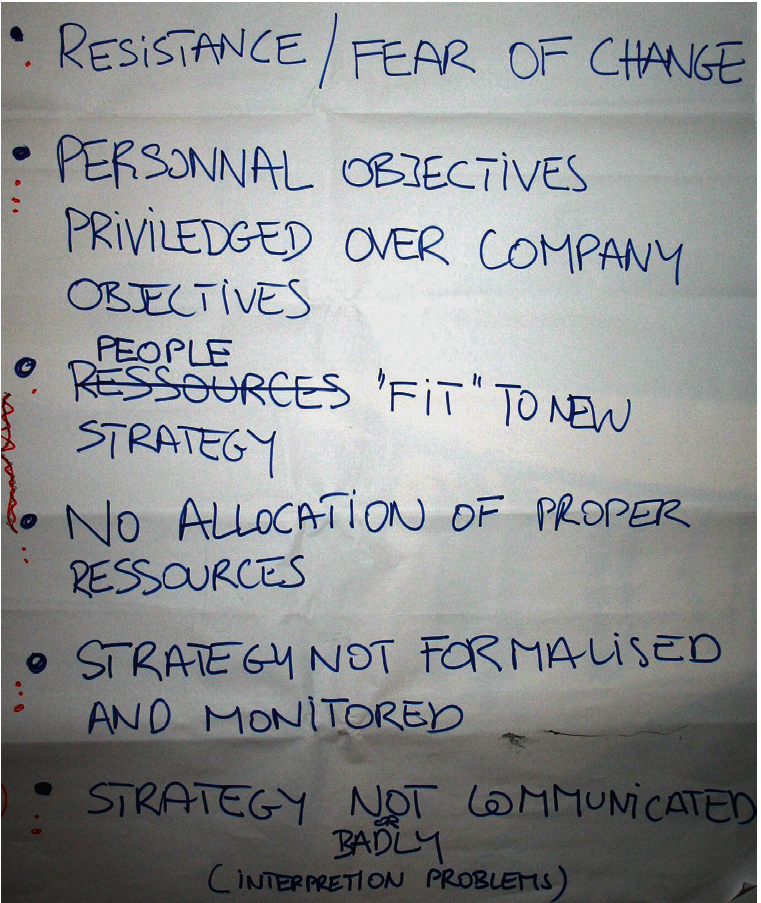 • RESISTANCE / FEAR OF CHANGE
• PERSONNAL OBJECTIVES
PRIVILEDGED OVER COMPANY
OBJECTIVES
PEOPLE
• ~~RESSOURCES~~ "FIT" TO NEW
STRATEGY
• NO ALLOCATION OF PROPER
RESSOURCES
• STRATEGY NOT FORMALISED
AND MONITORED
• STRATEGY NOT COMMUNICATED
OR
BADLY
(INTERPRETION PROBLEMS)